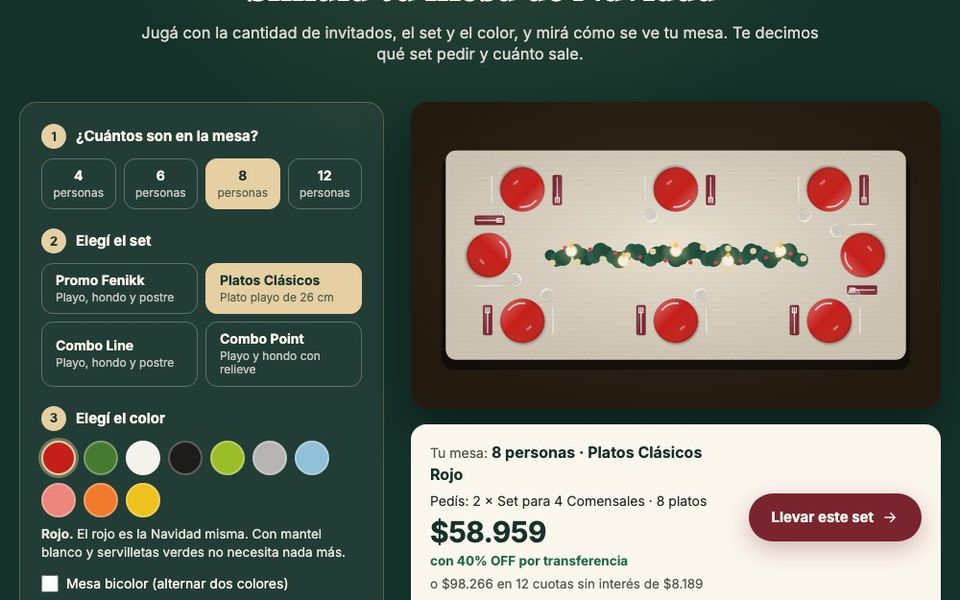 Jugá con la cantidad de invitados, el set y el color, y mirá cómo se ve tu mesa. Te decimos
qué set pedir y cuánto sale.
1 ¿Cuántos son en la mesa?
4 personas
6 personas
8 personas
12 personas
2 Elegí el set
Promo Fenikk
Playo, hondo y postre
Platos Clásicos
Plato playo de 26 cm
Combo Line
Playo, hondo y postre
Combo Point
Playo y hondo con
relieve
3 Elegí el color
Rojo. El rojo es la Navidad misma. Con mantel
blanco y servilletas verdes no necesita nada más.
Mesa bicolor (alternar dos colores)
Tu mesa: 8 personas · Platos Clásicos
Rojo
Pedís: 2 × Set para 4 Comensales · 8 platos
$58.959
con 40% OFF por transferencia
o $98.266 en 12 cuotas sin interés de $8.189
Llevar este set →